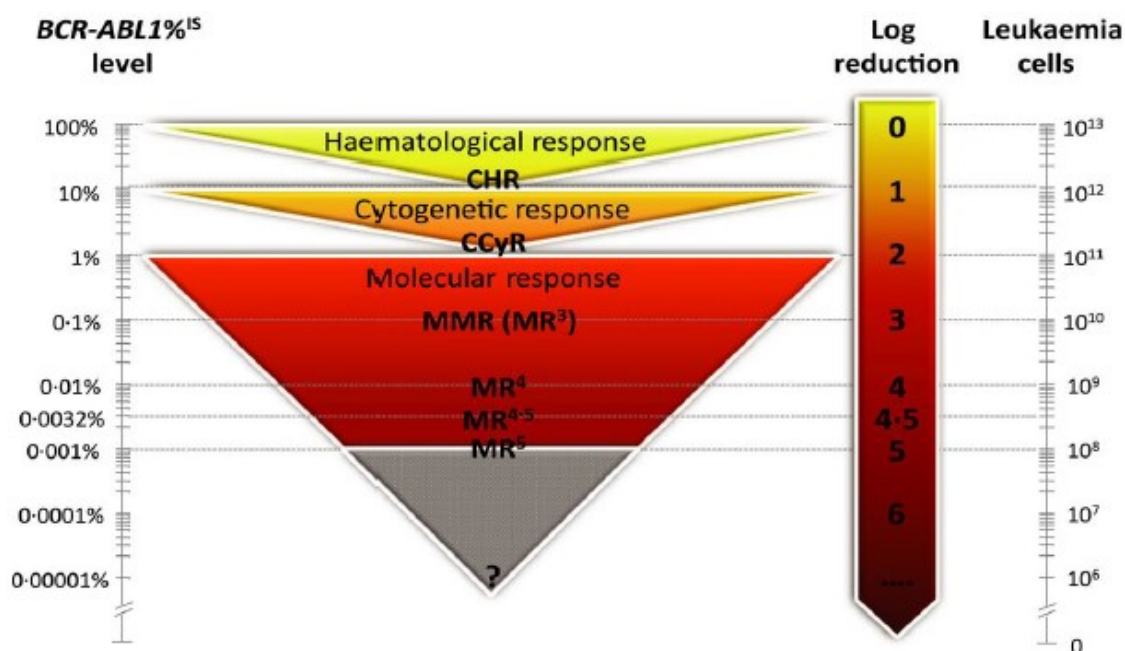 BCR-ABL1%ᴵˢ
level
Log
reduction
Leukaemia
cells
100%
Haematological response
0
10¹³
CHR
10%
1
10¹²
Cytogenetic response
CCyR
1%
2
10¹¹
Molecular response
0·1%
MMR (MR³)
3
10¹⁰
0·01%
MR⁴
4
10⁹
0·0032%
MR⁴·⁵
4·5
0·001%
MR⁵
5
10⁸
0·0001%
6
10⁷
0·00001%
?
....
10⁶
0